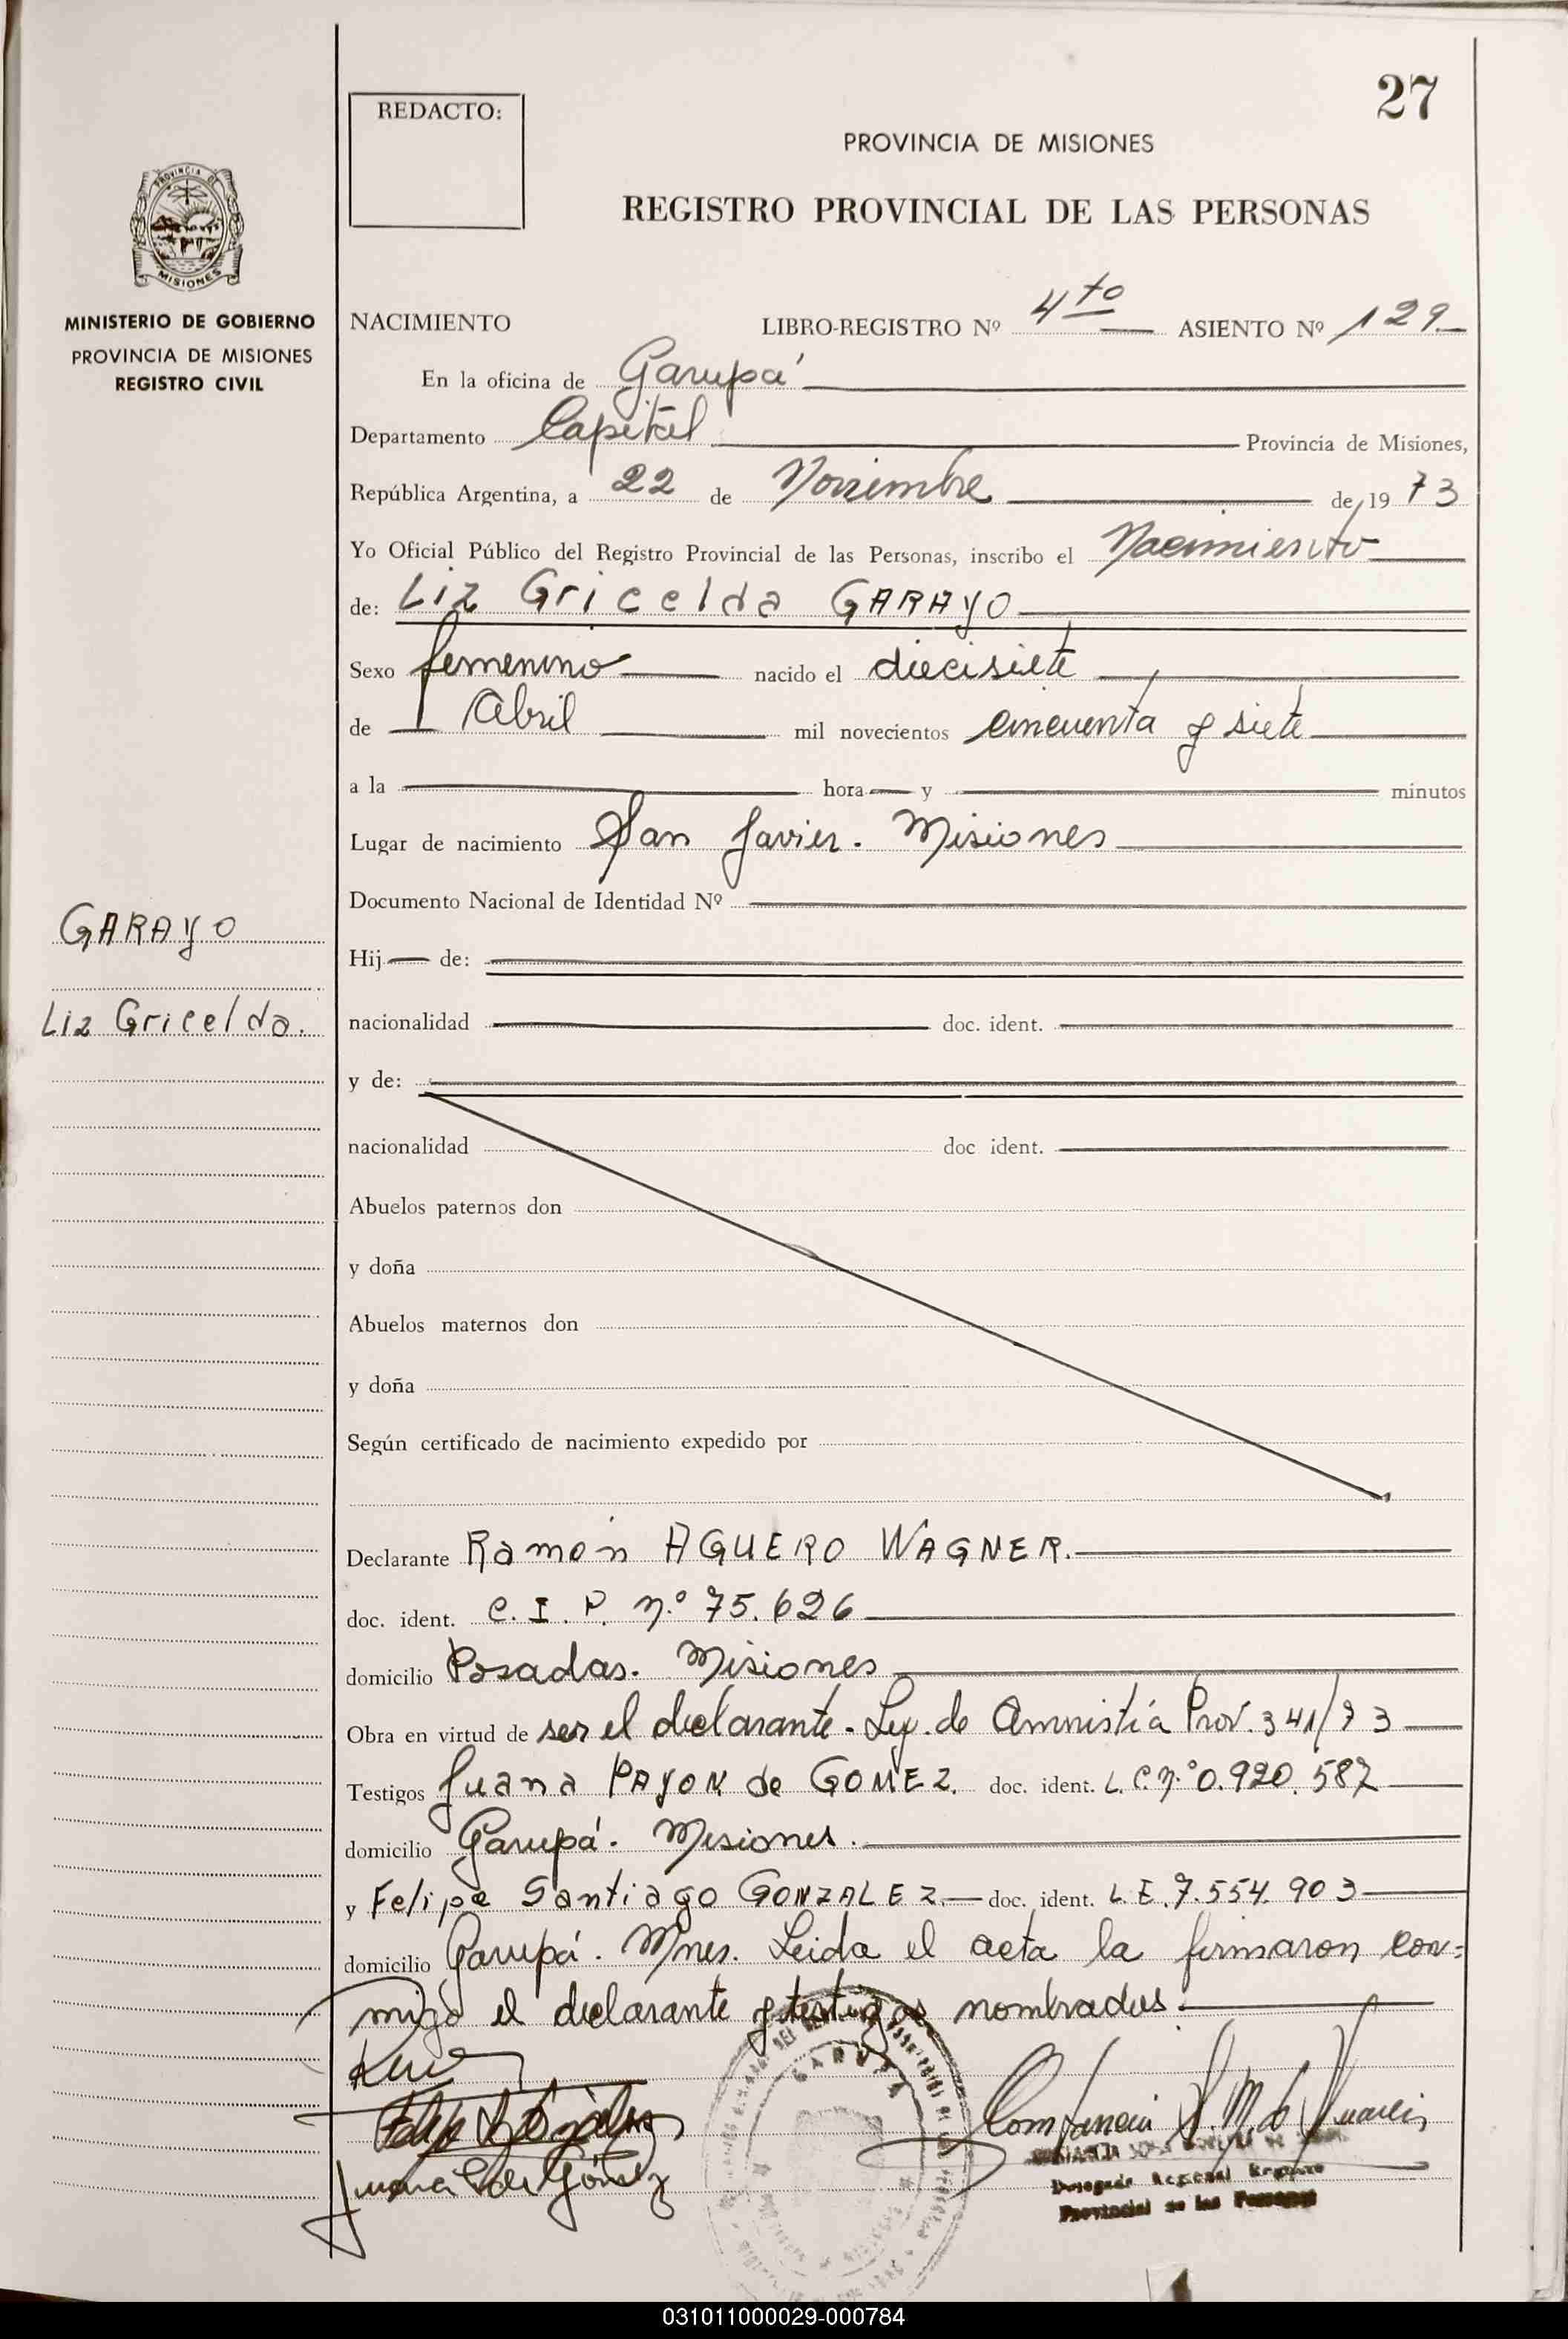 27
REDACTO:
PROVINCIA DE MISIONES
REGISTRO PROVINCIAL DE LAS PERSONAS
PROVINCIA DE
MISIONES
MINISTERIO DE GOBIERNO
PROVINCIA DE MISIONES
REGISTRO CIVIL
NACIMIENTO LIBRO-REGISTRO Nº 4to ASIENTO Nº 129
En la oficina de Garupá
Departamento Capital Provincia de Misiones,
República Argentina, a 22 de Noviembre de 1973
Yo Oficial Público del Registro Provincial de las Personas, inscribo el Nacimiento
de: Liz Gricelda GARAYO
Sexo femenino nacido el diecisiete
de Abril mil novecientos cincuenta y siete
a la hora y minutos
Lugar de nacimiento San Javier. Misiones
Documento Nacional de Identidad Nº
GARAYO
Hij de:
Liz Gricelda.
nacionalidad doc. ident.
y de:
nacionalidad doc ident.
Abuelos paternos don
y doña
Abuelos maternos don
y doña
Según certificado de nacimiento expedido por
Declarante Ramón AGUERO WAGNER.
doc. ident. C. I. P. n.º 75.626
domicilio Posadas. Misiones
Obra en virtud de ser el declarante. Ley. de Amnistía Prov. 341/73
Testigos Juana PAYON de GOMEZ. doc. ident. L.C.n.º 0.920.587
domicilio Garupá. Misiones.
y Felipe Santiago GONZALEZ. doc. ident. L.E. 7.554.903
domicilio Garupá. Mnes. Leida el acta la firmaron con=
migo el declarante y testigos nombrados.
GARUPA
Juana P de Gómez
Delegada Regional Registro
Provincial de las Personas
031011000029-000784